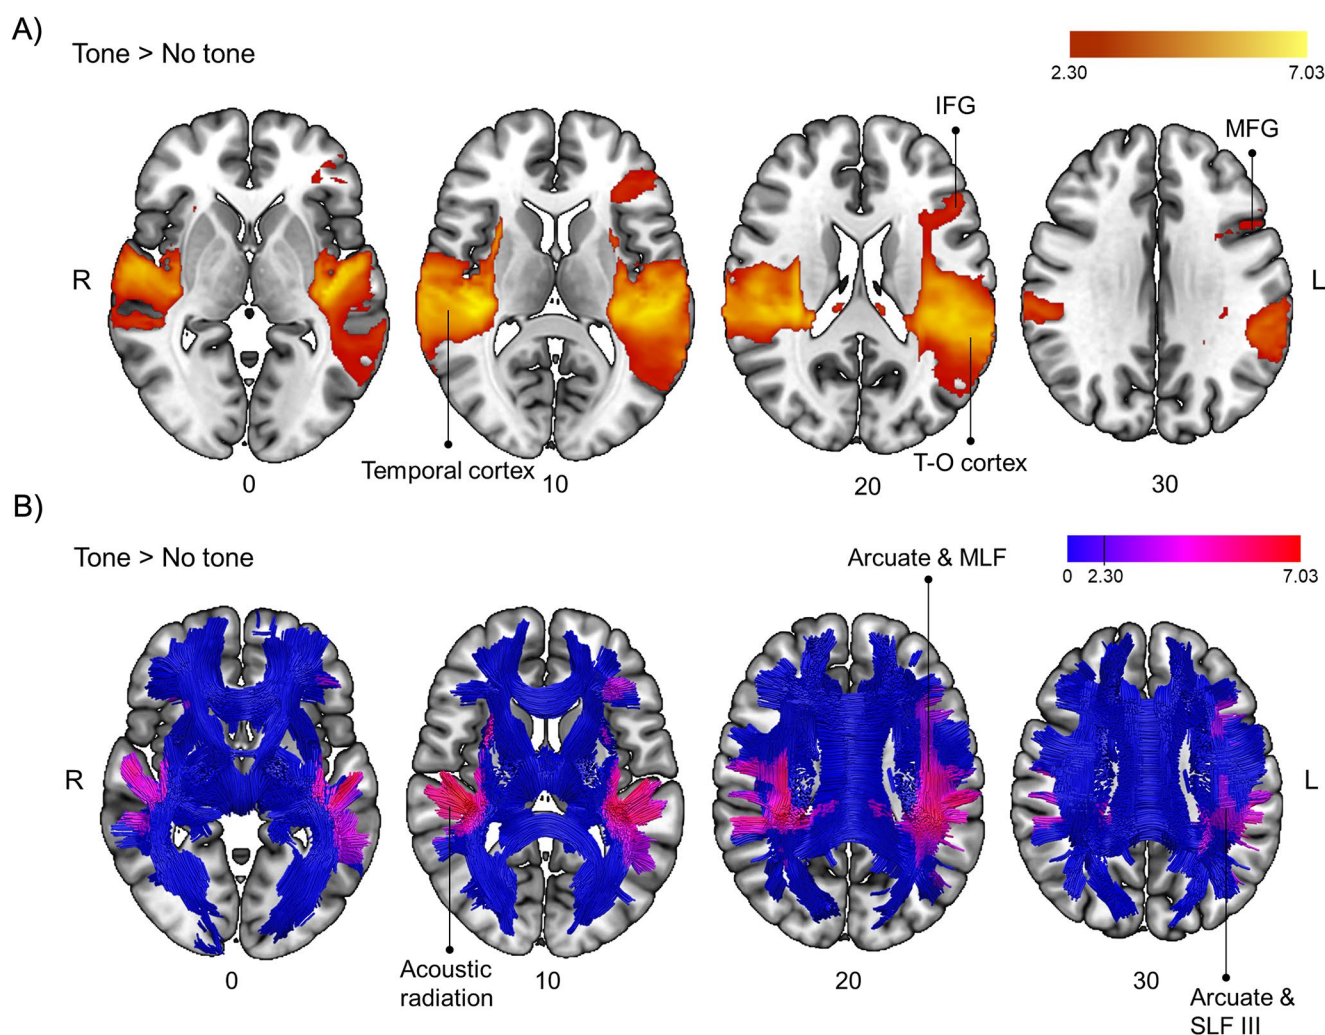 A)
Tone > No tone
2.30 7.03
IFG
MFG
R
L
Temporal cortex
T-O cortex
0 10 20 30
B)
Tone > No tone
Arcuate & MLF
0 2.30 7.03
R
L
Acoustic
radiation
0 10 20 30
Arcuate &
SLF III